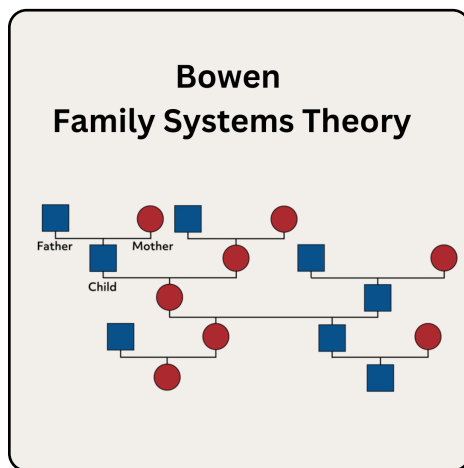 Bowen
Family Systems Theory
Father
Mother
Child